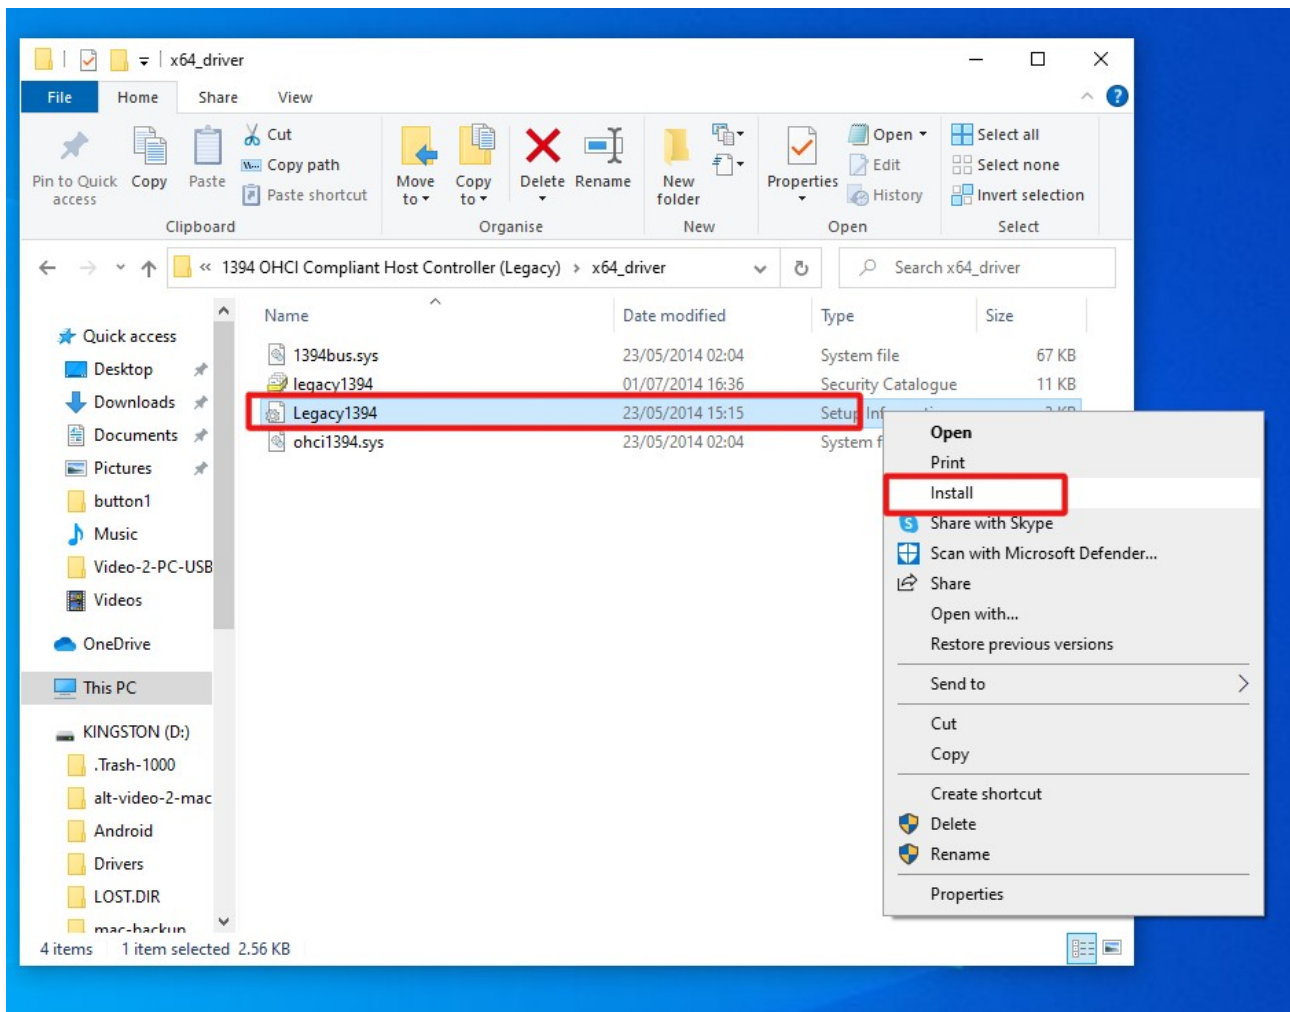 x64_driver
File Home Share View
Pin to Quick access
Copy
Paste
Cut
Copy path
Paste shortcut
Clipboard
Move to
Copy to
Delete
Rename
Organise
New folder
New
Properties
Open
Edit
History
Open
Select all
Select none
Invert selection
Select
« 1394 OHCI Compliant Host Controller (Legacy) > x64_driver
Search x64_driver
Quick access
Desktop
Downloads
Documents
Pictures
button1
Music
Video-2-PC-USB
Videos
OneDrive
This PC
KINGSTON (D:)
.Trash-1000
alt-video-2-mac
Android
Drivers
LOST.DIR
mac-backup
Name Date modified Type Size
1394bus.sys 23/05/2014 02:04 System file 67 KB
legacy1394 01/07/2014 16:36 Security Catalogue 11 KB
Legacy1394 23/05/2014 15:15 Setup
ohci1394.sys 23/05/2014 02:04 System f
Open
Print
Install
Share with Skype
Scan with Microsoft Defender...
Share
Open with...
Restore previous versions
Send to
Cut
Copy
Create shortcut
Delete
Rename
Properties
4 items 1 item selected 2.56 KB